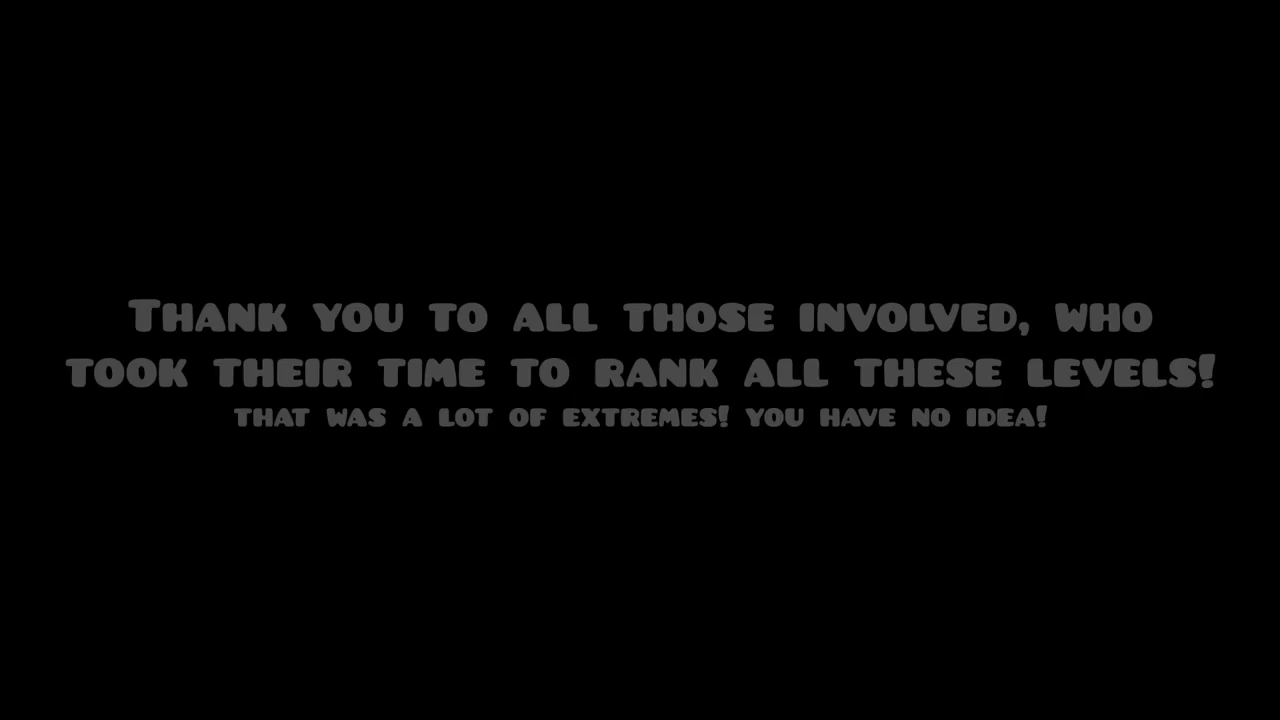 Thank you to all those involved, who
took their time to rank all these levels!
that was a lot of extremes! you have no idea!